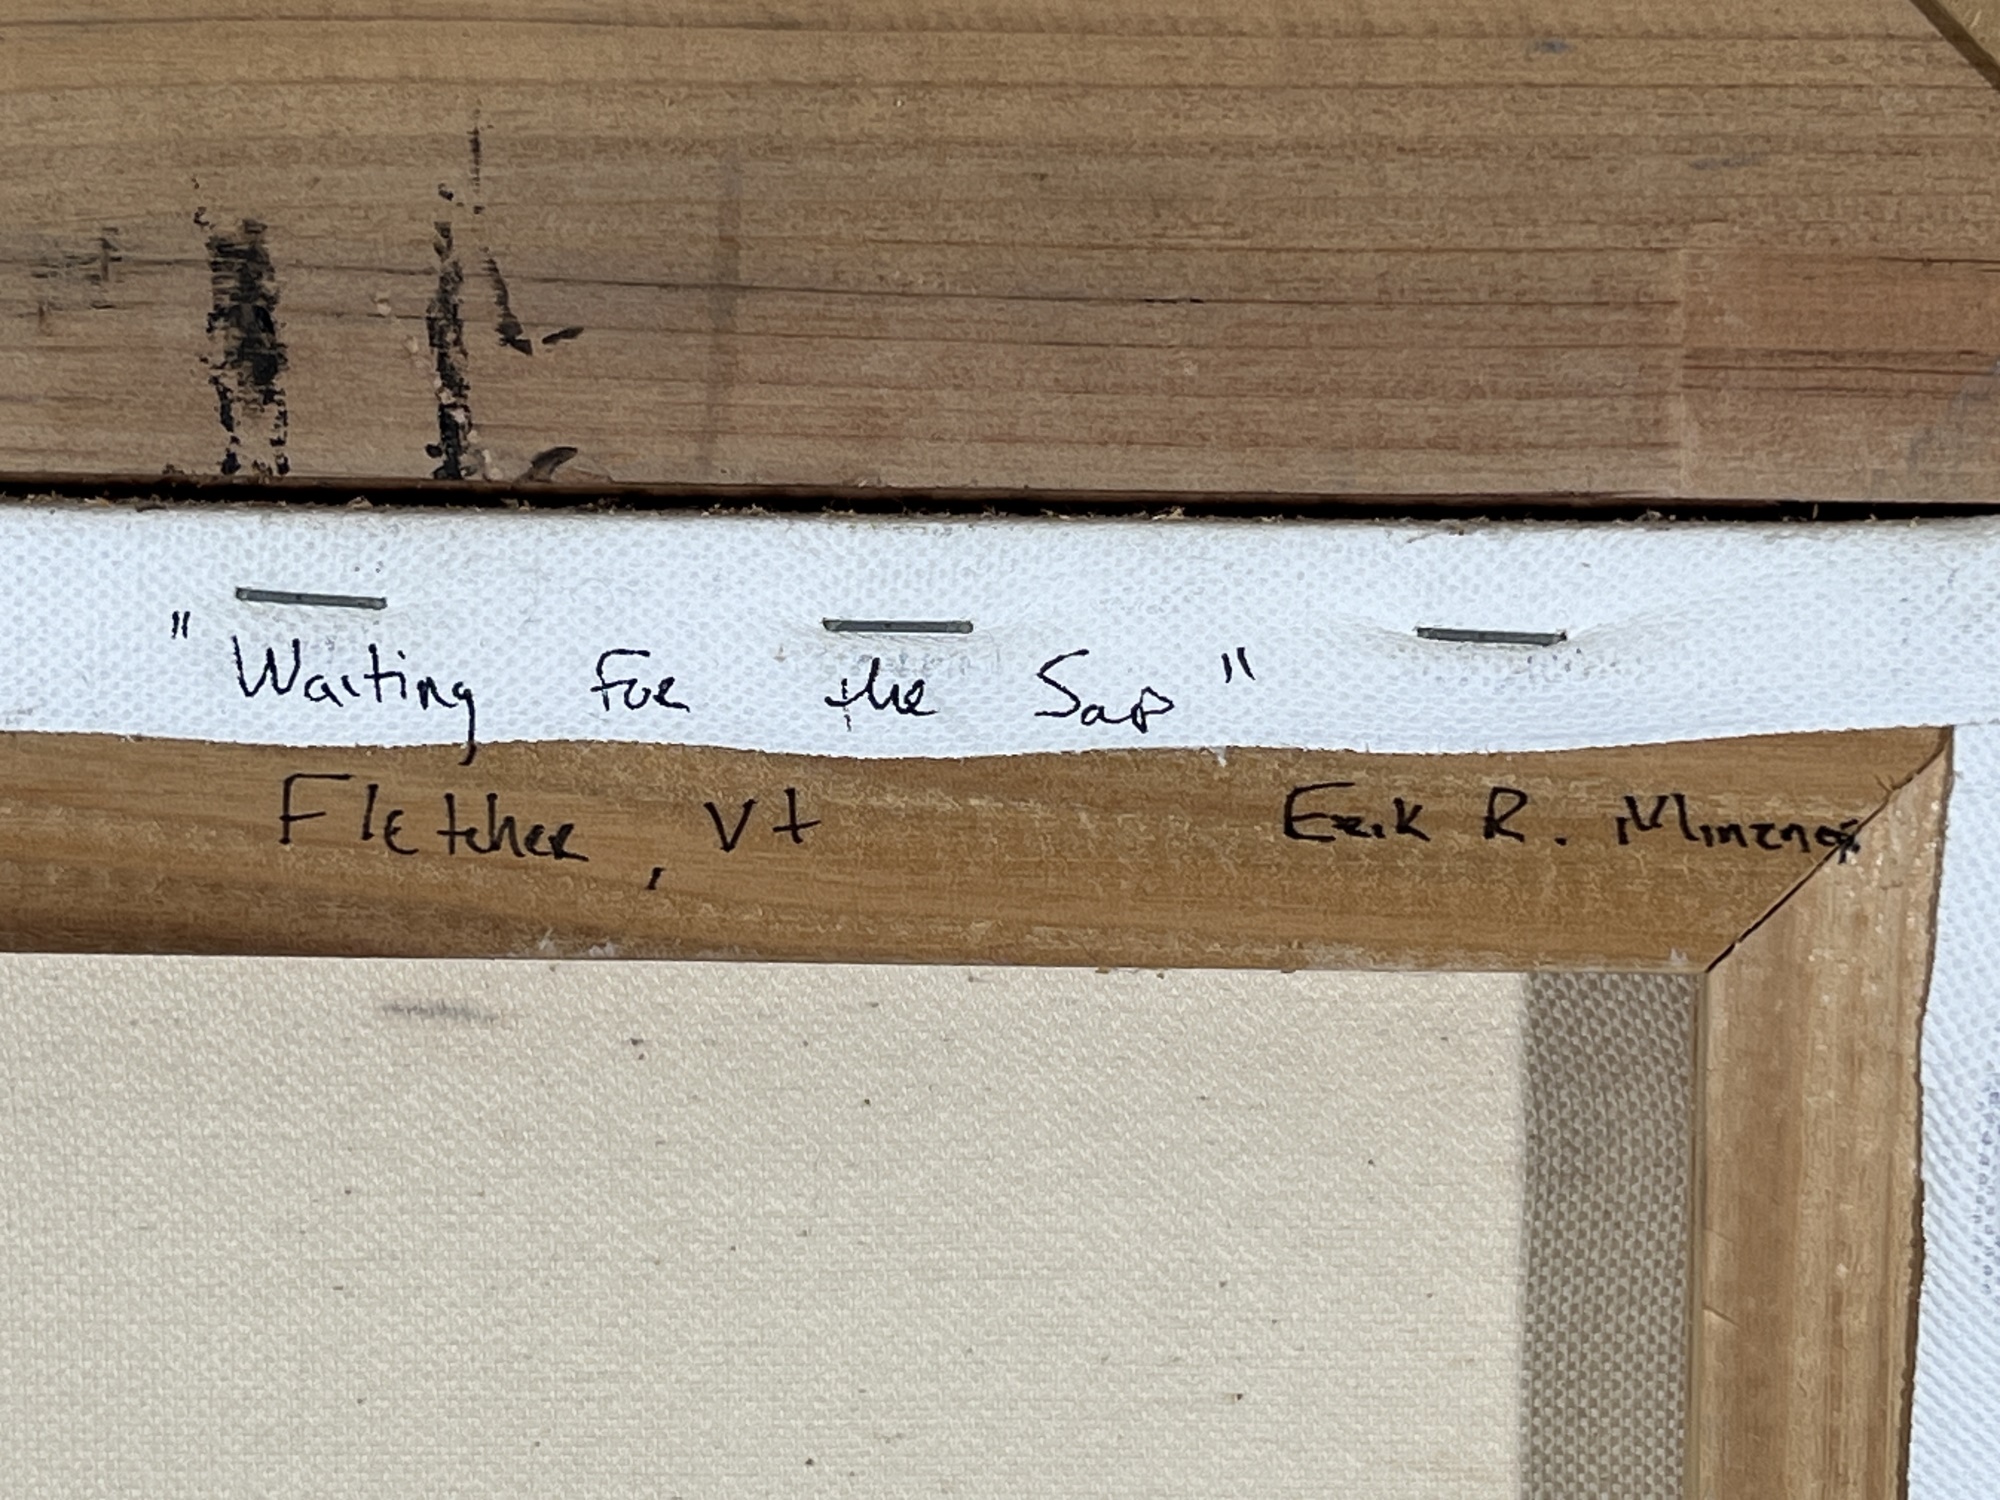 "Waiting For the Sap"
Fletcher, Vt Erik R.